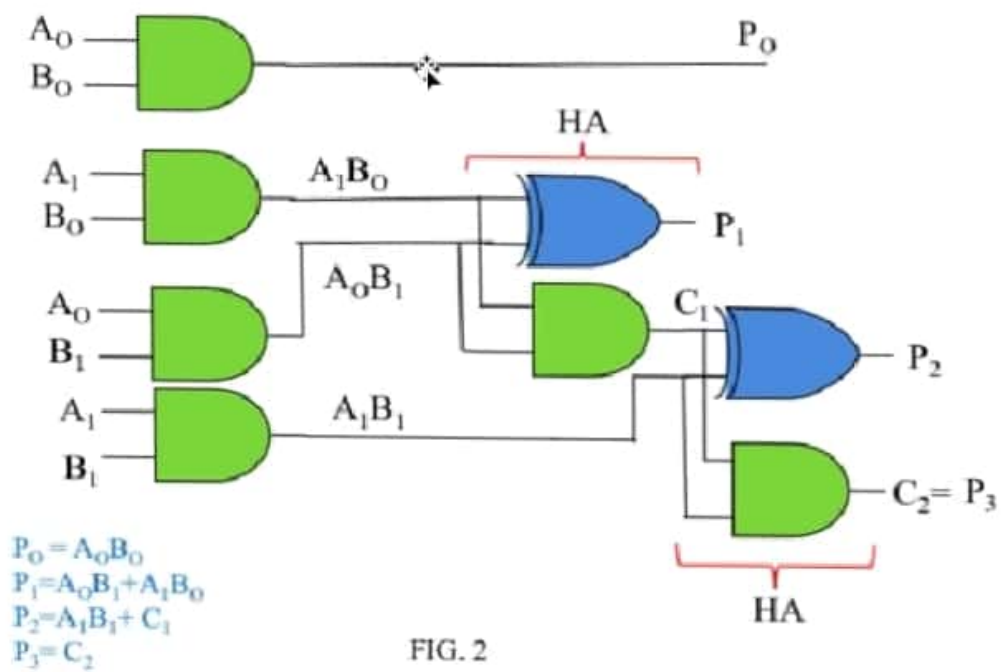 A₀
B₀
P₀
HA
A₁
B₀
A₁B₀
P₁
A₀B₁
A₀
B₁
C₁
P₂
A₁
B₁
A₁B₁
C₂= P₃
HA
P₀ = A₀B₀
P₁=A₀B₁+A₁B₀
P₂=A₁B₁+ C₁
P₃= C₂
FIG. 2